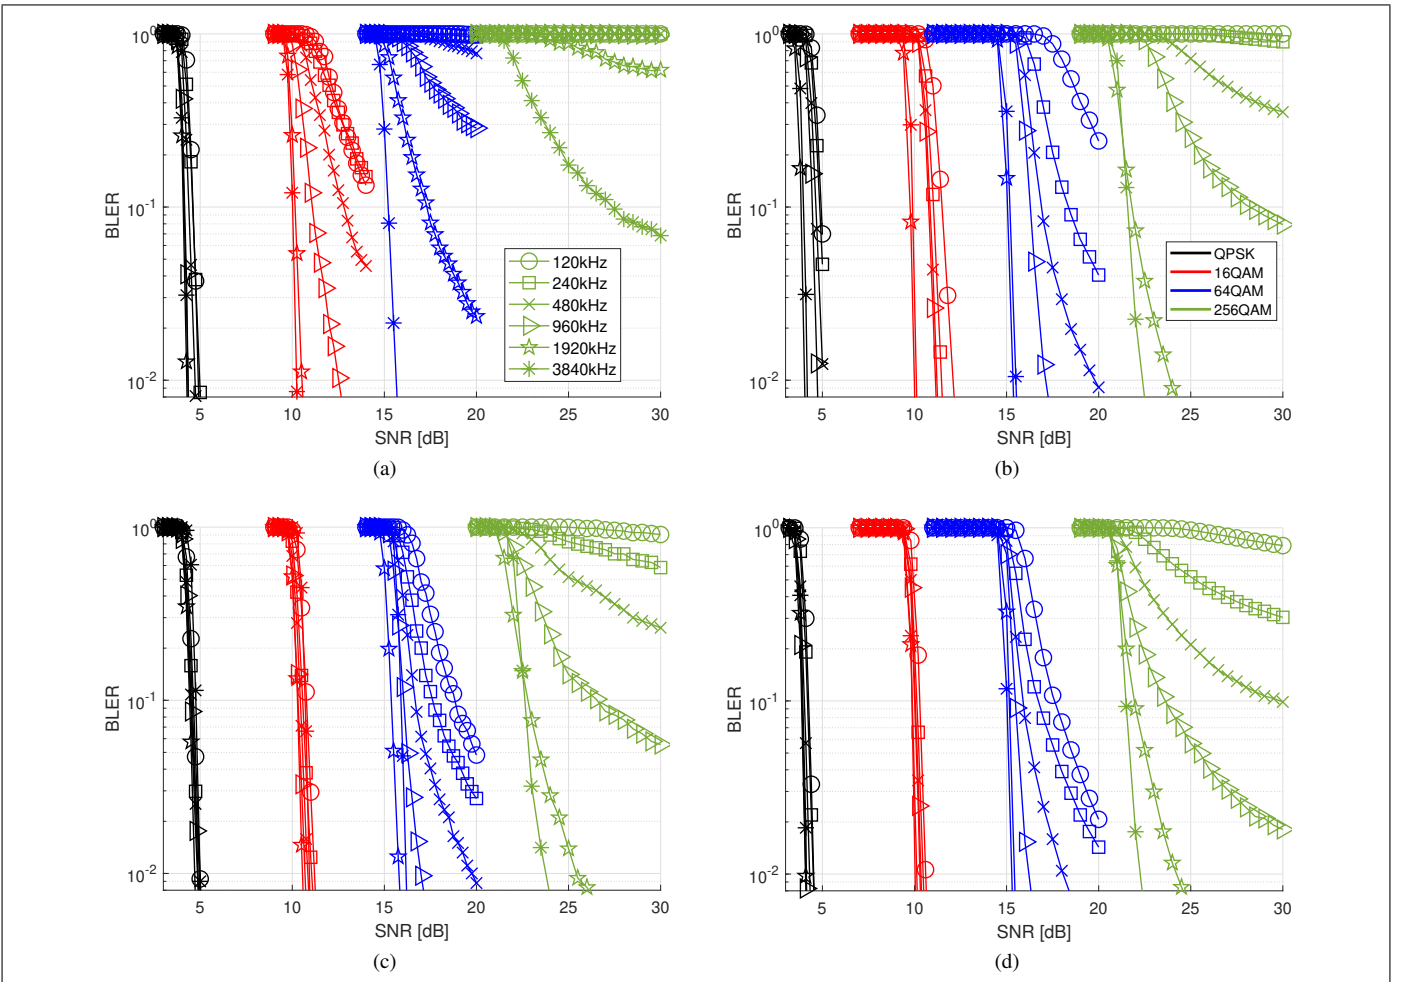 10^0
10^-1
10^-2
BLER
5 10 15 20 25 30
SNR [dB]
120kHz
240kHz
480kHz
960kHz
1920kHz
3840kHz
(a)
10^0
10^-1
10^-2
BLER
5 10 15 20 25 30
SNR [dB]
QPSK
16QAM
64QAM
256QAM
(b)
10^0
10^-1
10^-2
BLER
5 10 15 20 25 30
SNR [dB]
(c)
10^0
10^-1
10^-2
BLER
5 10 15 20 25 30
SNR [dB]
(d)